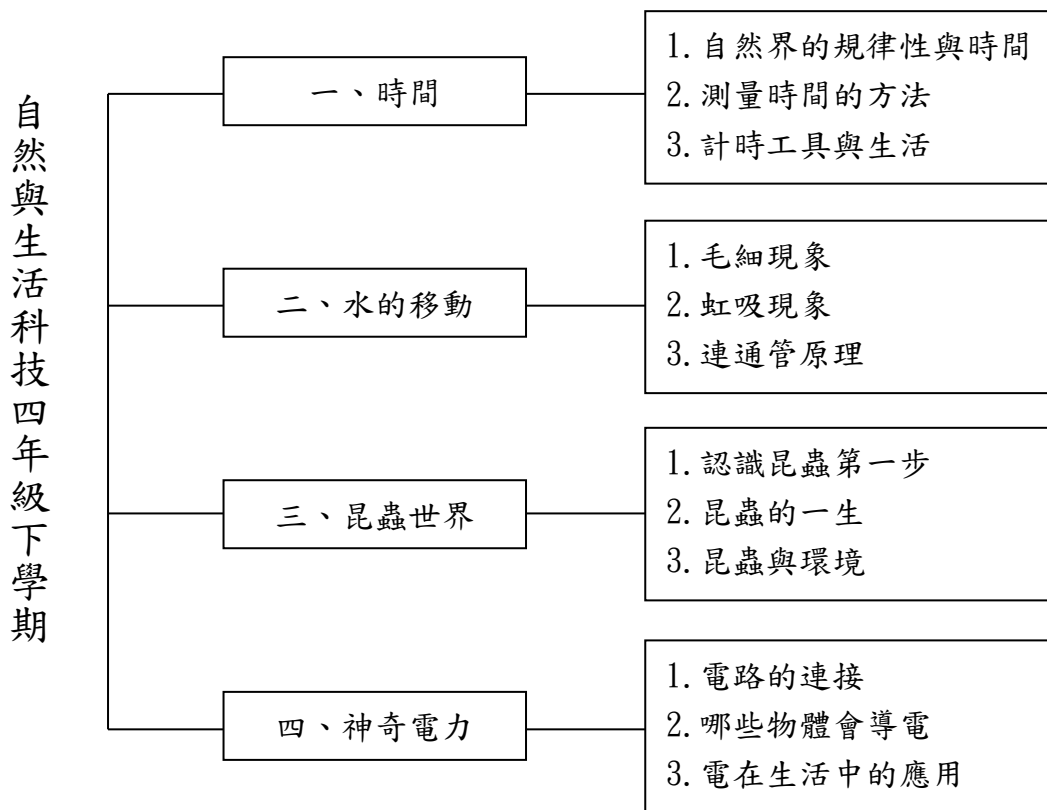 自然與生活科技四年級下學期
一、時間
1.自然界的規律性與時間
2.測量時間的方法
3.計時工具與生活
二、水的移動
1.毛細現象
2.虹吸現象
3.連通管原理
三、昆蟲世界
1.認識昆蟲第一步
2.昆蟲的一生
3.昆蟲與環境
四、神奇電力
1.電路的連接
2.哪些物體會導電
3.電在生活中的應用